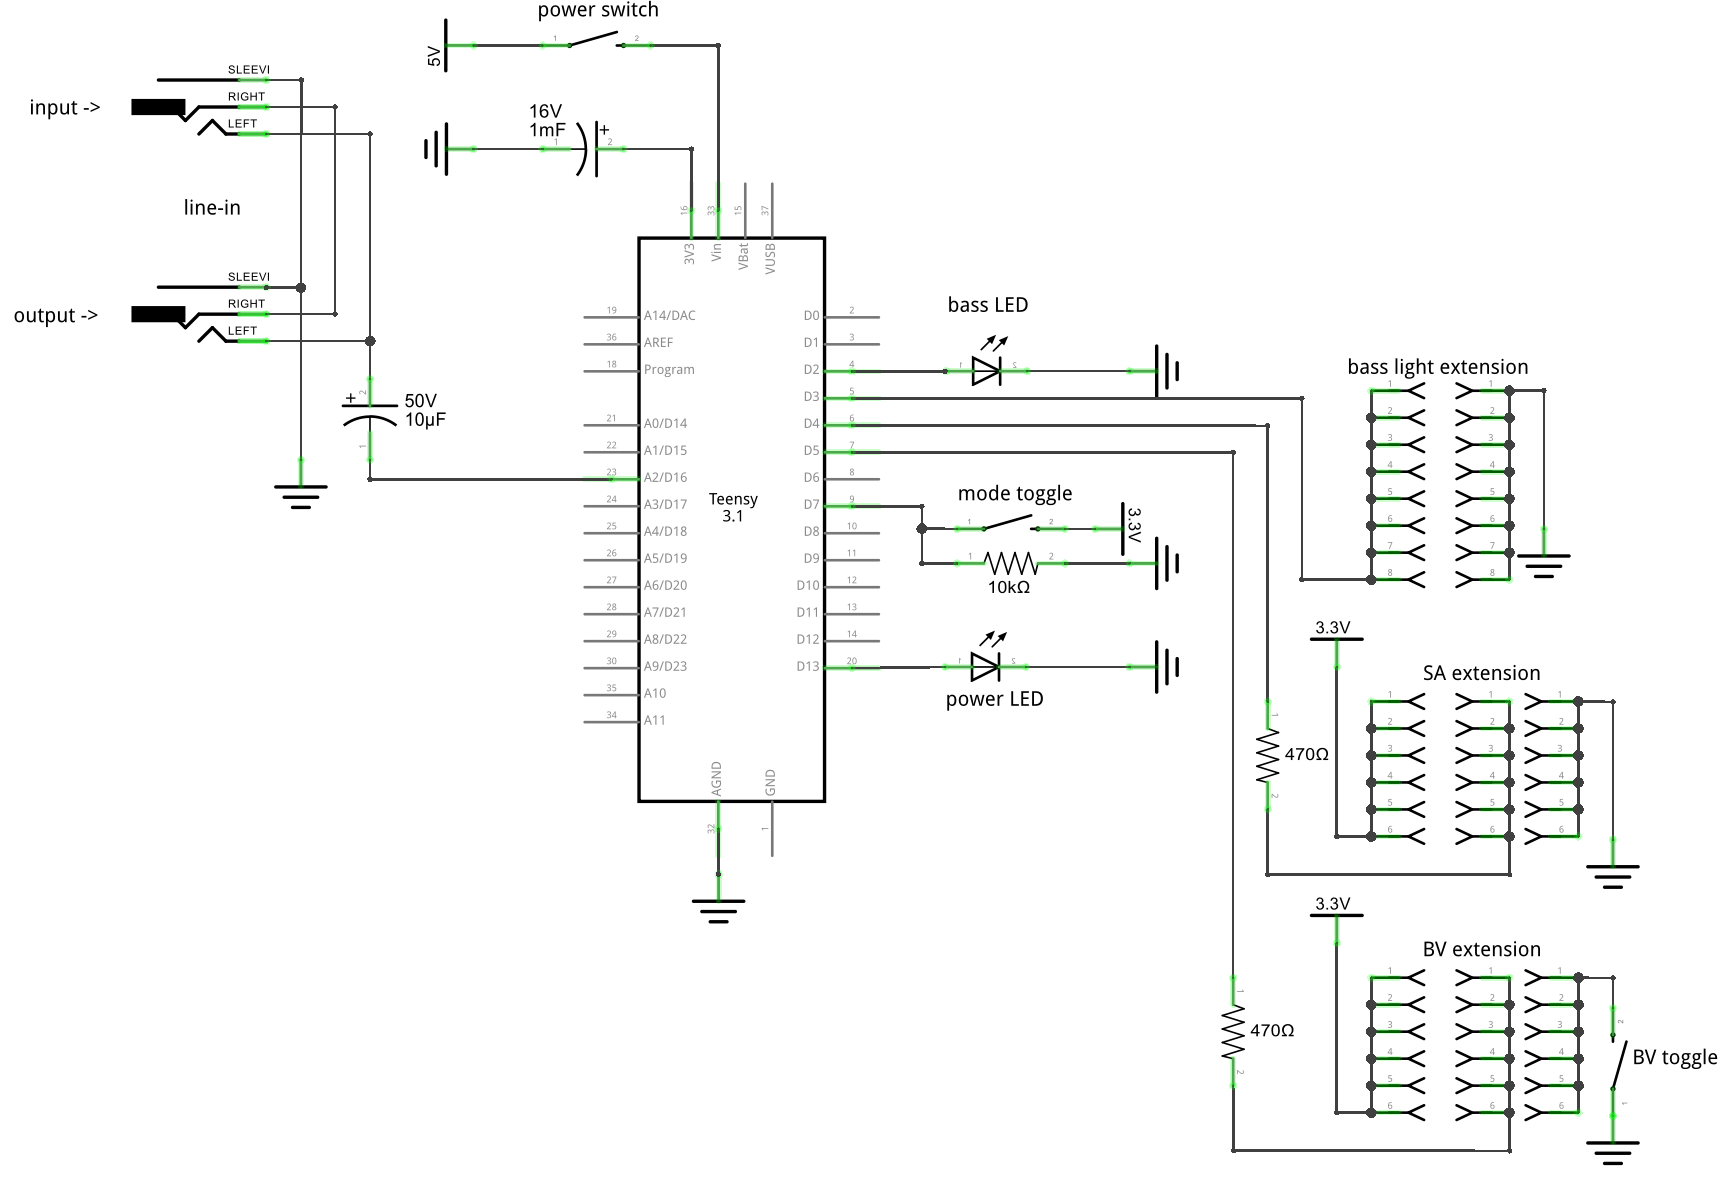 power switch
5V
1
2
SLEEVI
input ->
RIGHT
LEFT
16V
1mF
+
1
2
line-in
16
33
15
37
3V3
Vin
VBat
VUSB
SLEEVI
output ->
RIGHT
LEFT
+
2
50V
10µF
1
19
A14/DAC
36
AREF
18
Program
21
A0/D14
22
A1/D15
23
A2/D16
24
A3/D17
25
A4/D18
26
A5/D19
27
A6/D20
28
A7/D21
29
A8/D22
30
A9/D23
35
A10
34
A11
Teensy
3.1
D0
2
D1
3
D2
4
D3
5
D4
6
D5
7
D6
8
D7
9
D8
10
D9
11
D10
12
D11
13
D12
14
D13
20
AGND
GND
32
1
bass LED
1
2
mode toggle
1
2
3.3V
1
2
10kΩ
1
2
power LED
bass light extension
1
1
2
2
3
3
4
4
5
5
6
6
7
7
8
8
3.3V
SA extension
1
470Ω
2
1
1
1
2
2
2
3
3
3
4
4
4
5
5
5
6
6
6
3.3V
BV extension
1
470Ω
2
1
1
1
2
2
2
3
3
3
4
4
4
5
5
5
6
6
6
2
BV toggle
1